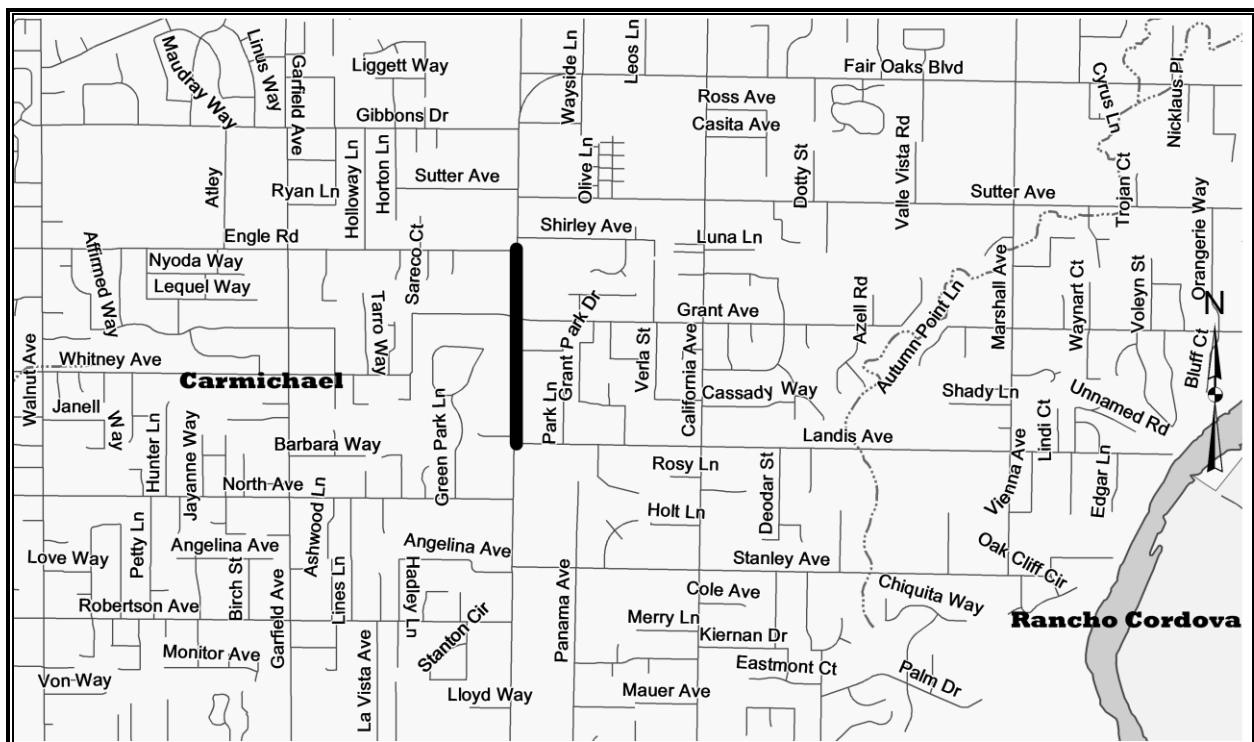 Maudray Way
Linus Way
Garfield Ave
Liggett Way
Gibbons Dr
Wayside Ln
Leos Ln
Fair Oaks Blvd
Ross Ave
Casita Ave
Cyrus Ln
Nicklaus Pl
Atley
Ryan Ln
Holloway Ln
Horton Ln
Sutter Ave
Olive Ln
Dotty St
Valle Vista Rd
Sutter Ave
Trojan Ct
Orangerie Way
Engle Rd
Sareco Ct
Shirley Ave
Luna Ln
Affirmed Way
Nyoda Way
Lequel Way
Tarro Way
Grant Park Dr
Grant Ave
Azell Rd
Autumn Point Ln
Marshall Ave
Waynart Ct
Voleyn St
N
Bluff Ct
Walnut Ave
Whitney Ave
Carmichael
Verla St
California Ave
Cassady Way
Shady Ln
Unnamed Rd
Janell
Way
Hunter Ln
Jayanne Way
Barbara Way
Green Park Ln
Park Ln
Landis Ave
Lindi Ct
Vienna Ave
Edgar Ln
North Ave
Ashwood Ln
Rosy Ln
Deodar St
Holt Ln
Love Way
Petty Ln
Angelina Ave
Birch St
Garfield Ave
Lines Ln
Hadley Ln
Angelina Ave
Panama Ave
Stanley Ave
Oak Cliff Cir
Cole Ave
Chiquita Way
Robertson Ave
Stanton Cir
Merry Ln
Kiernan Dr
Rancho Cordova
Monitor Ave
Von Way
La Vista Ave
Lloyd Way
Eastmont Ct
Mauer Ave
Palm Dr